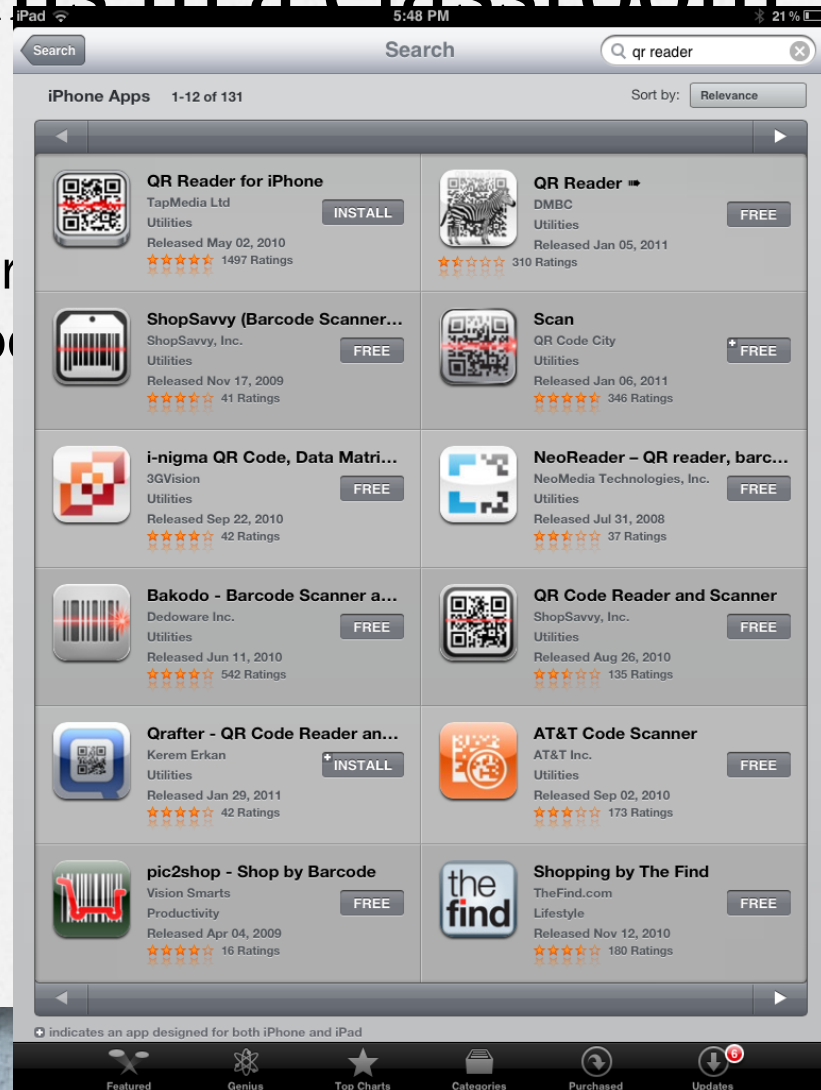 iPad 5:48 PM 21 %
Search Search qr reader
iPhone Apps 1-12 of 131 Sort by: Relevance
QR Reader for iPhone
TapMedia Ltd
Utilities
Released May 02, 2010
1497 Ratings
INSTALL
QR Reader ➠
DMBC
Utilities
Released Jan 05, 2011
310 Ratings
FREE
ShopSavvy (Barcode Scanner...
ShopSavvy, Inc.
Utilities
Released Nov 17, 2009
41 Ratings
FREE
Scan
QR Code City
Utilities
Released Jan 06, 2011
346 Ratings
FREE
i-nigma QR Code, Data Matri...
3GVision
Utilities
Released Sep 22, 2010
42 Ratings
FREE
NeoReader – QR reader, barc...
NeoMedia Technologies, Inc.
Utilities
Released Jul 31, 2008
37 Ratings
FREE
Bakodo - Barcode Scanner a...
Dedoware Inc.
Utilities
Released Jun 11, 2010
542 Ratings
FREE
QR Code Reader and Scanner
ShopSavvy, Inc.
Utilities
Released Aug 26, 2010
135 Ratings
FREE
Qrafter - QR Code Reader an...
Kerem Erkan
Utilities
Released Jan 29, 2011
42 Ratings
INSTALL
AT&T Code Scanner
AT&T Inc.
Utilities
Released Sep 02, 2010
173 Ratings
FREE
pic2shop - Shop by Barcode
Vision Smarts
Productivity
Released Apr 04, 2009
16 Ratings
FREE
the
find
Shopping by The Find
TheFind.com
Lifestyle
Released Nov 12, 2010
180 Ratings
FREE
indicates an app designed for both iPhone and iPad
6
Featured Genius Top Charts Categories Purchased Updates